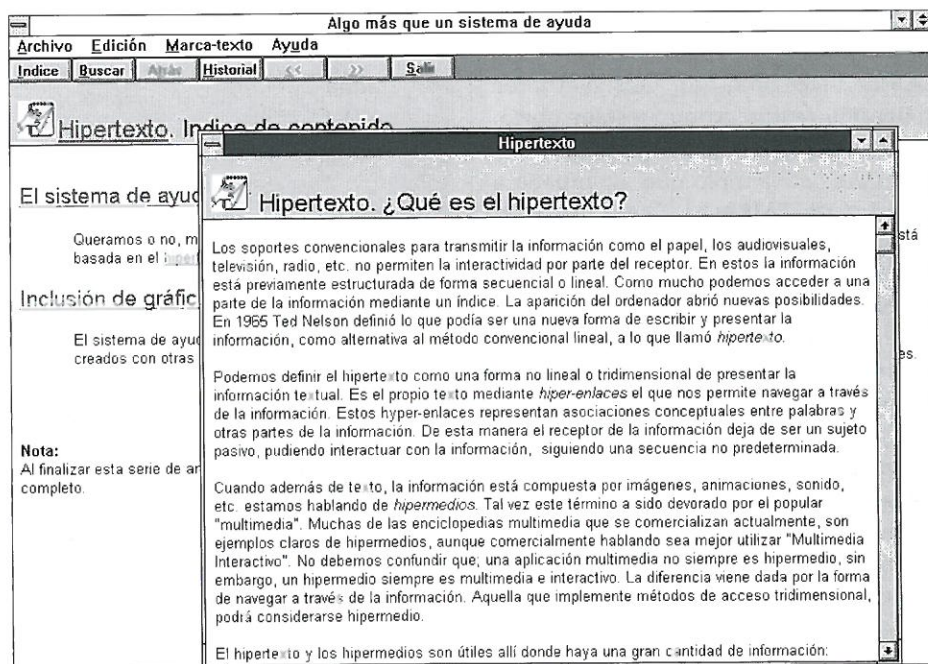 Algo más que un sistema de ayuda
Archivo Edición Marca-texto Ayuda
Indice Buscar Atrás Historial << >> Salir
Hipertexto. Indice de contenido
El sistema de ayud
Queramos o no, m
basada en el hipert
Inclusión de gráfic
El sistema de ayud
creados con otras
Nota:
Al finalizar esta serie de ar
completo.
stá
es.
Hipertexto
Hipertexto. ¿Qué es el hipertexto?
Los soportes convencionales para transmitir la información como el papel, los audiovisuales,
televisión, radio, etc. no permiten la interactividad por parte del receptor. En estos la información
está previamente estructurada de forma secuencial o lineal. Como mucho podemos acceder a una
parte de la información mediante un índice. La aparición del ordenador abrió nuevas posibilidades.
En 1965 Ted Nelson definió lo que podía ser una nueva forma de escribir y presentar la
información, como alternativa al método convencional lineal, a lo que llamó hipertexto.
Podemos definir el hipertexto como una forma no lineal o tridimensional de presentar la
información textual. Es el propio texto mediante hiper-enlaces el que nos permite navegar a través
de la información. Estos hyper-enlaces representan asociaciones conceptuales entre palabras y
otras partes de la información. De esta manera el receptor de la información deja de ser un sujeto
pasivo, pudiendo interactuar con la información, siguiendo una secuencia no predeterminada.
Cuando además de texto, la información está compuesta por imágenes, animaciones, sonido,
etc. estamos hablando de hipermedios. Tal vez este término a sido devorado por el popular
"multimedia". Muchas de las enciclopedias multimedia que se comercializan actualmente, son
ejemplos claros de hipermedios, aunque comercialmente hablando sea mejor utilizar "Multimedia
Interactivo". No debemos confundir que; una aplicación multimedia no siempre es hipermedio, sin
embargo, un hipermedio siempre es multimedia e interactivo. La diferencia viene dada por la forma
de navegar a través de la información. Aquella que implemente métodos de acceso tridimensional,
podrá considerarse hipermedio.
El hipertexto y los hipermedios son útiles allí donde haya una gran cantidad de información: